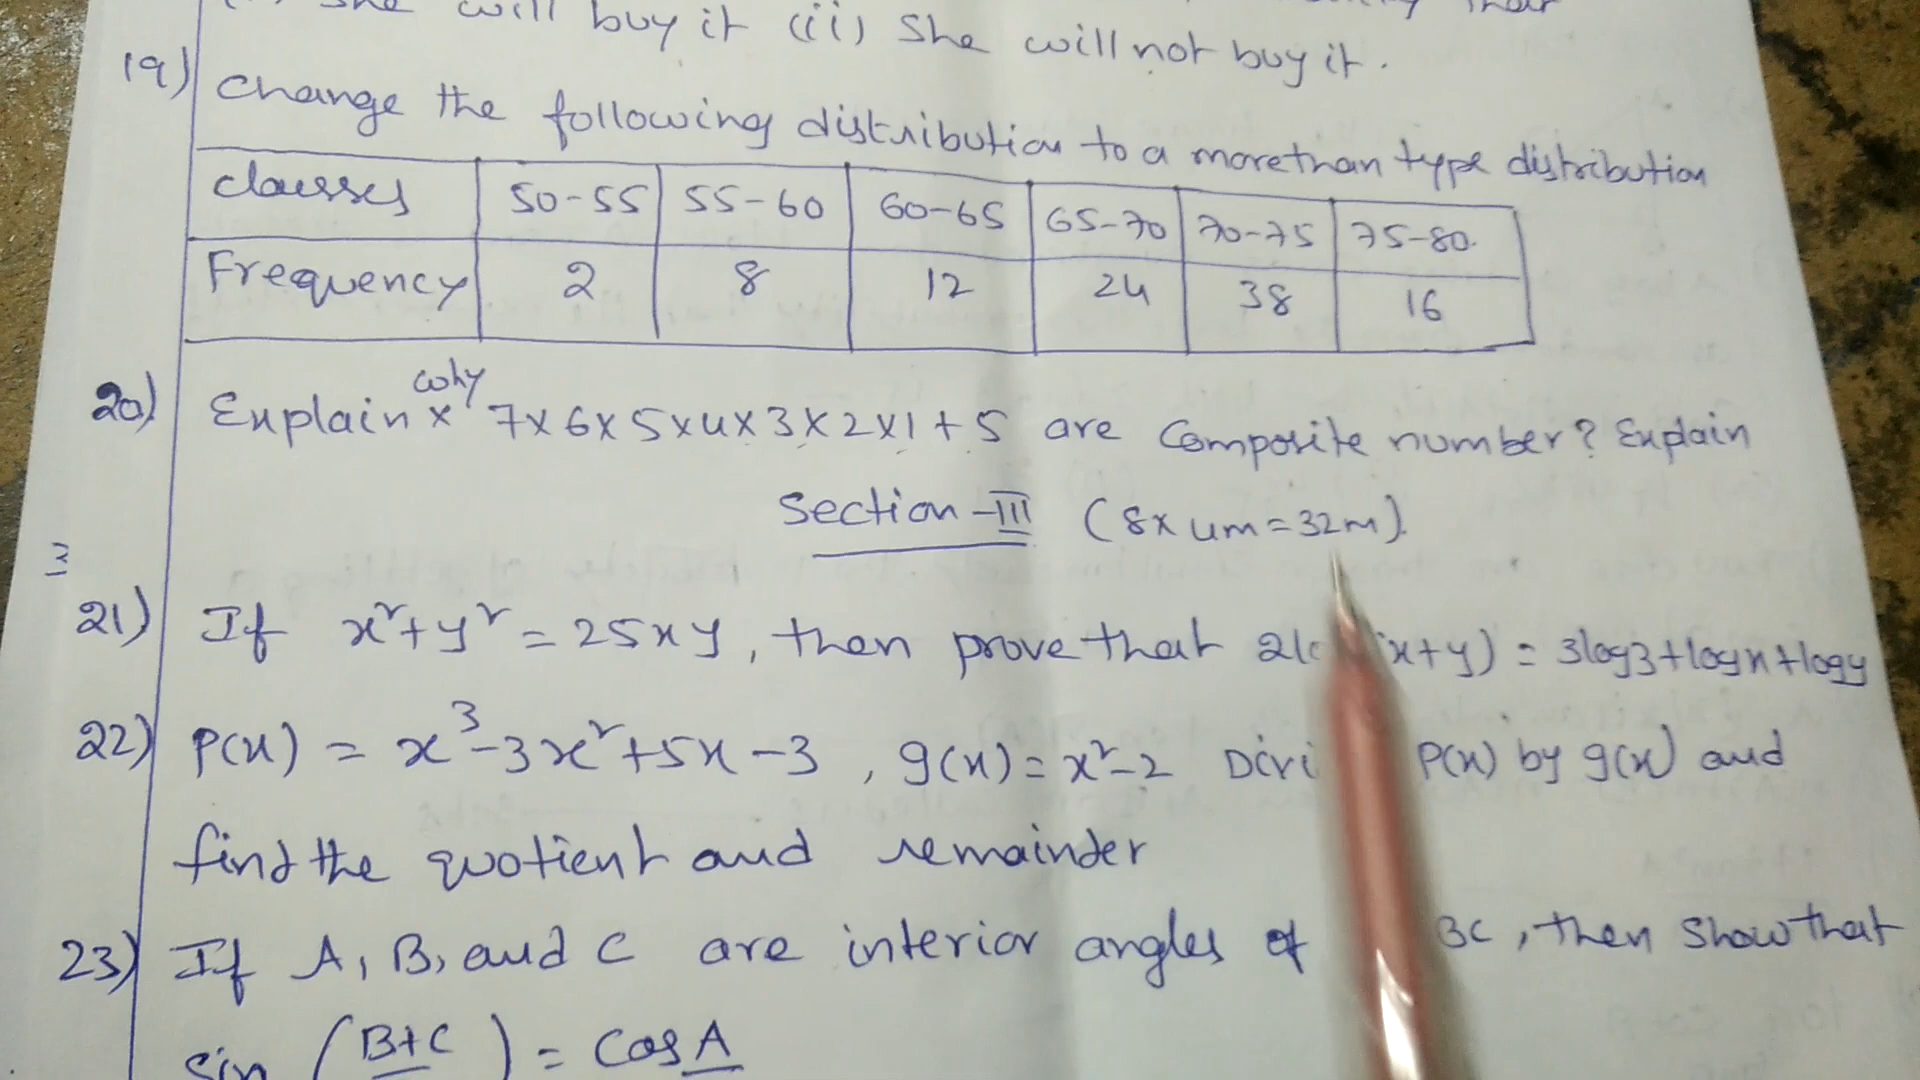 will buy it (ii) She will not buy it.
19) Change the following distribution to a morethan type distribution
classes 50-55 55-60 60-65 65-70 70-75 75-80
Frequency 2 8 12 24 38 16
why
20) Explain x 7x6x5x4x3x2x1+5 are Composite number? Explain
Section-III (8x4m=32m).
21) If x²+y²=25xy, then prove that (x+y) = 3log3+logx+logy
22) P(x) = x³-3x²+5x-3, g(x)=x²-2 P(x) by g(x) and
find the quotient and remainder
23) If A, B, and C are interior angles of BC, then Show that
sin (B+C) = Cos A